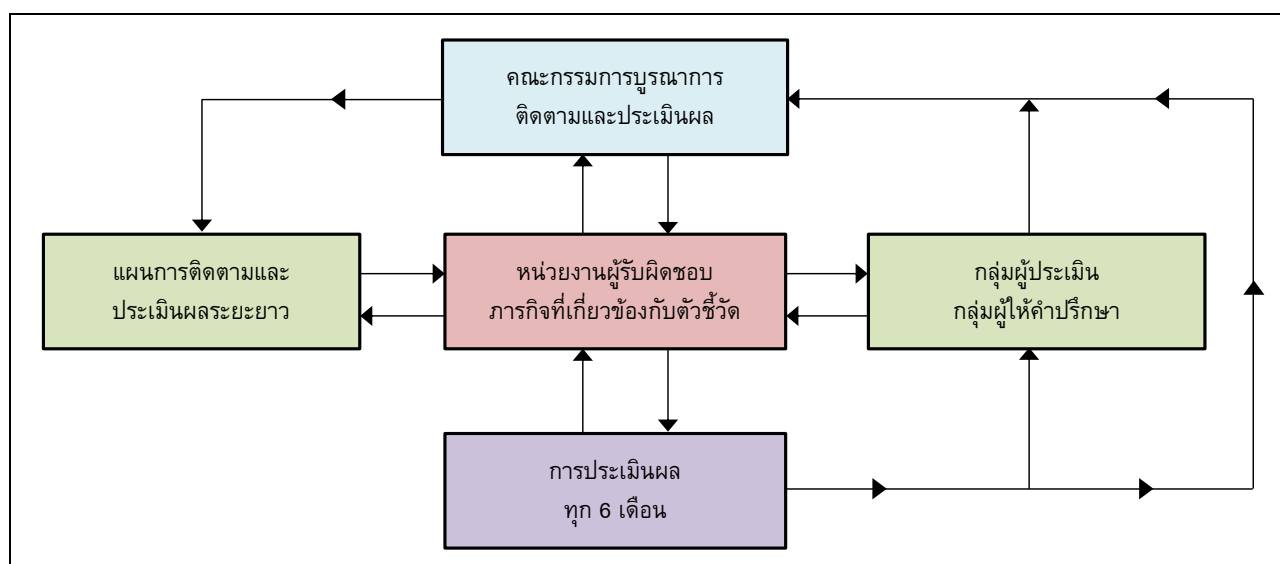 คณะกรรมการบูรณาการ
ติดตามและประเมินผล
แผนการติดตามและ
ประเมินผลระยะยาว
หน่วยงานผู้รับผิดชอบ
ภารกิจที่เกี่ยวข้องกับตัวชี้วัด
กลุ่มผู้ประเมิน
กลุ่มผู้ให้คำปรึกษา
การประเมินผล
ทุก 6 เดือน